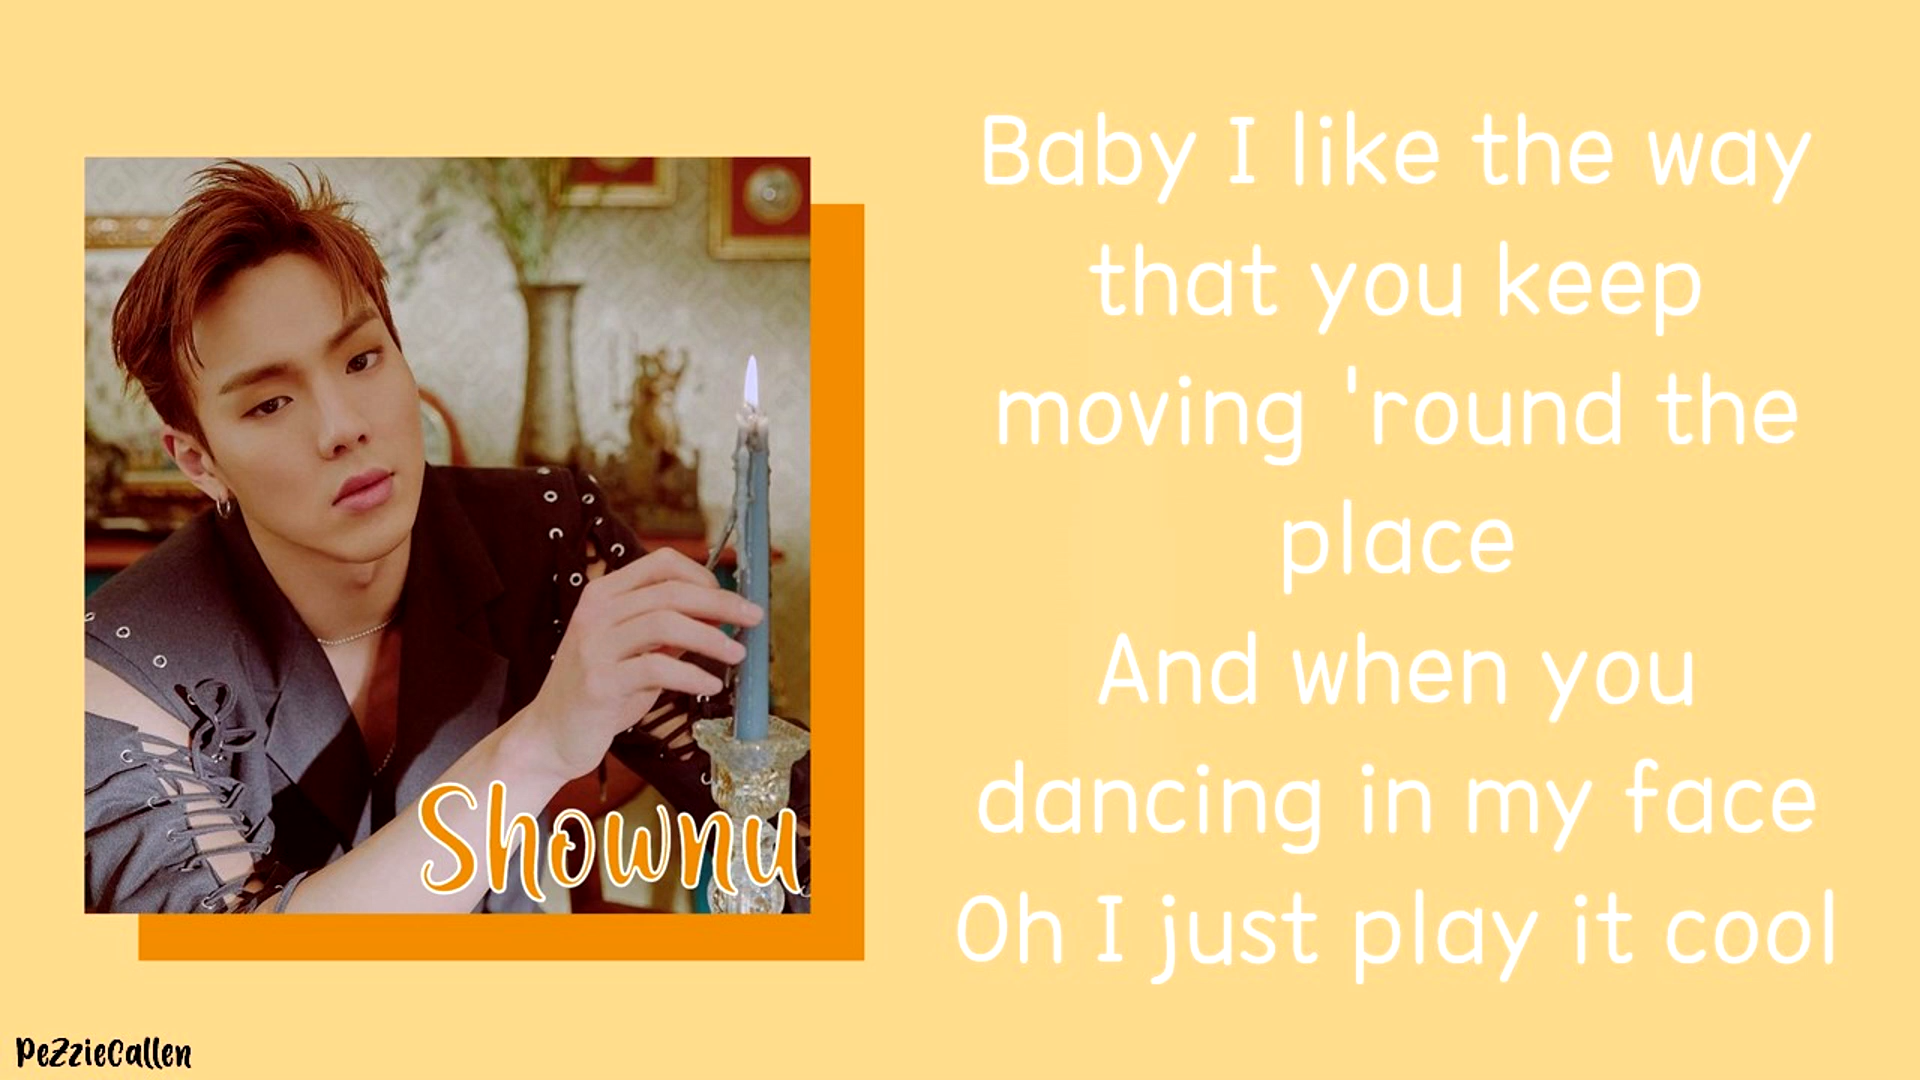 Baby I like the way
that you keep
moving 'round the
place
And when you
dancing in my face
Oh I just play it cool
Shownu
PeZzieCallen